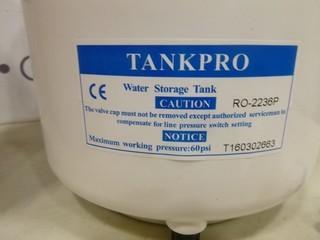 TANKPRO
CE Water Storage Tank
CAUTION RO-2236P
The valve cap must not be removed except authorized serviceman to
compensate for line pressure switch setting
NOTICE
Maximum working pressure:60psi T160302663